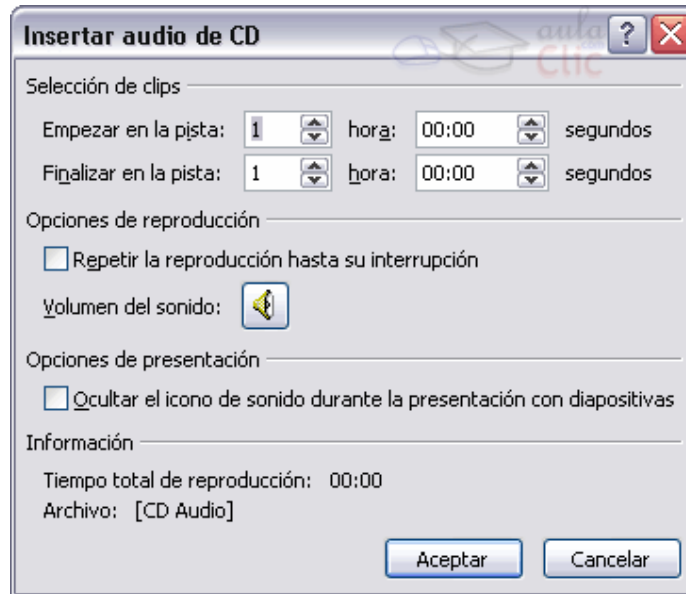 Insertar audio de CD
aula
.com
Clic
?
Selección de clips
Empezar en la pista: 1 hora: 00:00 segundos
Finalizar en la pista: 1 hora: 00:00 segundos
Opciones de reproducción
Repetir la reproducción hasta su interrupción
Volumen del sonido:
Opciones de presentación
Ocultar el icono de sonido durante la presentación con diapositivas
Información
Tiempo total de reproducción: 00:00
Archivo: [CD Audio]
Aceptar Cancelar